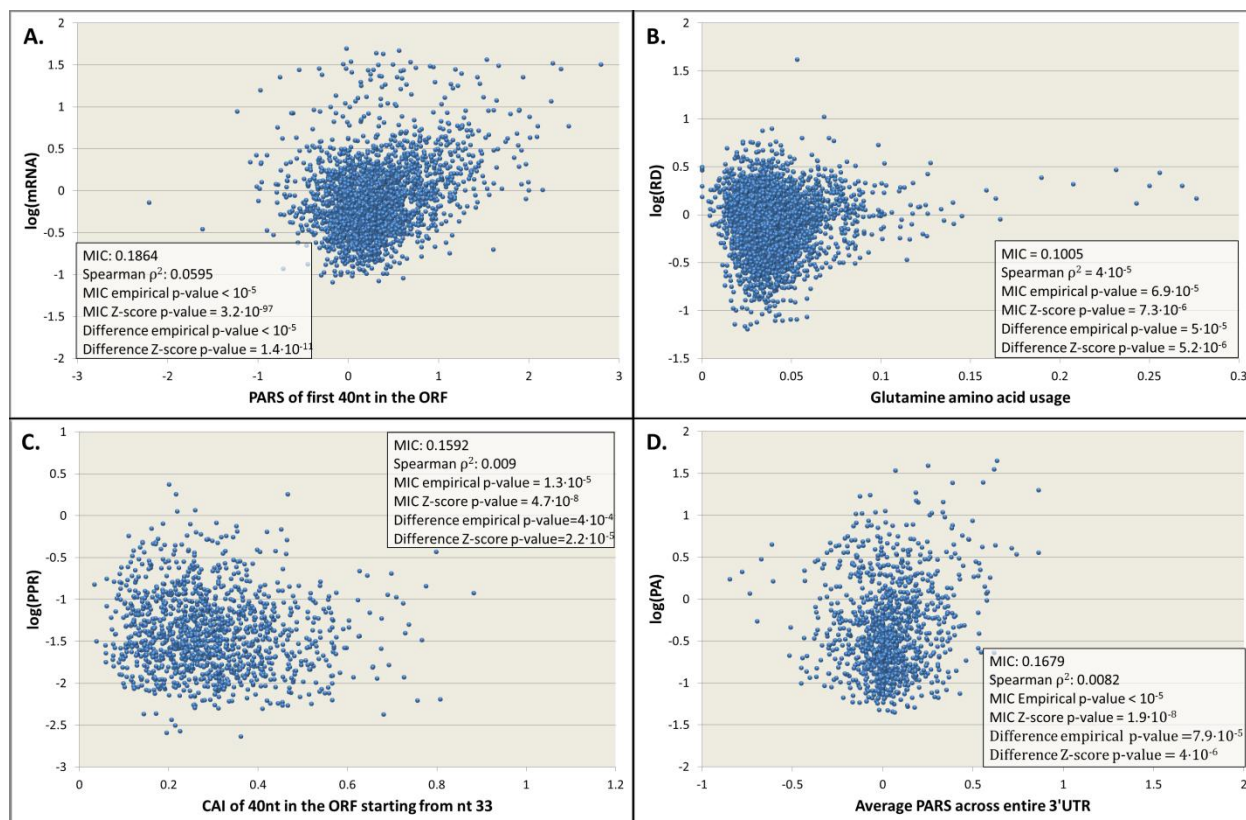 A.
2
1.5
1
0.5
0
-0.5
-1
-1.5
-2
log(mRNA)
MIC: 0.1864
Spearman ρ²: 0.0595
MIC empirical p-value < 10⁻⁵
MIC Z-score p-value = 3.2·10⁻⁹⁷
Difference empirical p-value < 10⁻⁵
Difference Z-score p-value = 1.4·10⁻¹¹
-3 -2 -1 0 1 2 3
PARS of first 40nt in the ORF
B.
2
1.5
1
0.5
0
-0.5
-1
-1.5
log(RD)
MIC = 0.1005
Spearman ρ² = 4·10⁻⁵
MIC empirical p-value = 6.9·10⁻⁵
MIC Z-score p-value = 7.3·10⁻⁶
Difference empirical p-value = 5·10⁻⁵
Difference Z-score p-value = 5.2·10⁻⁶
0 0.05 0.1 0.15 0.2 0.25 0.3
Glutamine amino acid usage
C.
1
0.5
0
-0.5
-1
-1.5
-2
-2.5
-3
log(PPR)
MIC: 0.1592
Spearman ρ²: 0.009
MIC empirical p-value = 1.3·10⁻⁵
MIC Z-score p-value = 4.7·10⁻⁸
Difference empirical p-value=4·10⁻⁴
Difference Z-score p-value=2.2·10⁻⁵
0 0.2 0.4 0.6 0.8 1 1.2
CAI of 40nt in the ORF starting from nt 33
D.
2
1.5
1
0.5
0
-0.5
-1
-1.5
-2
log(PA)
MIC: 0.1679
Spearman ρ²: 0.0082
MIC Empirical p-value < 10⁻⁵
MIC Z-score p-value = 1.9·10⁻⁸
Difference empirical p-value =7.9·10⁻⁵
Difference Z-score p-value = 4·10⁻⁶
-1 -0.5 0 0.5 1 1.5 2
Average PARS across entire 3'UTR